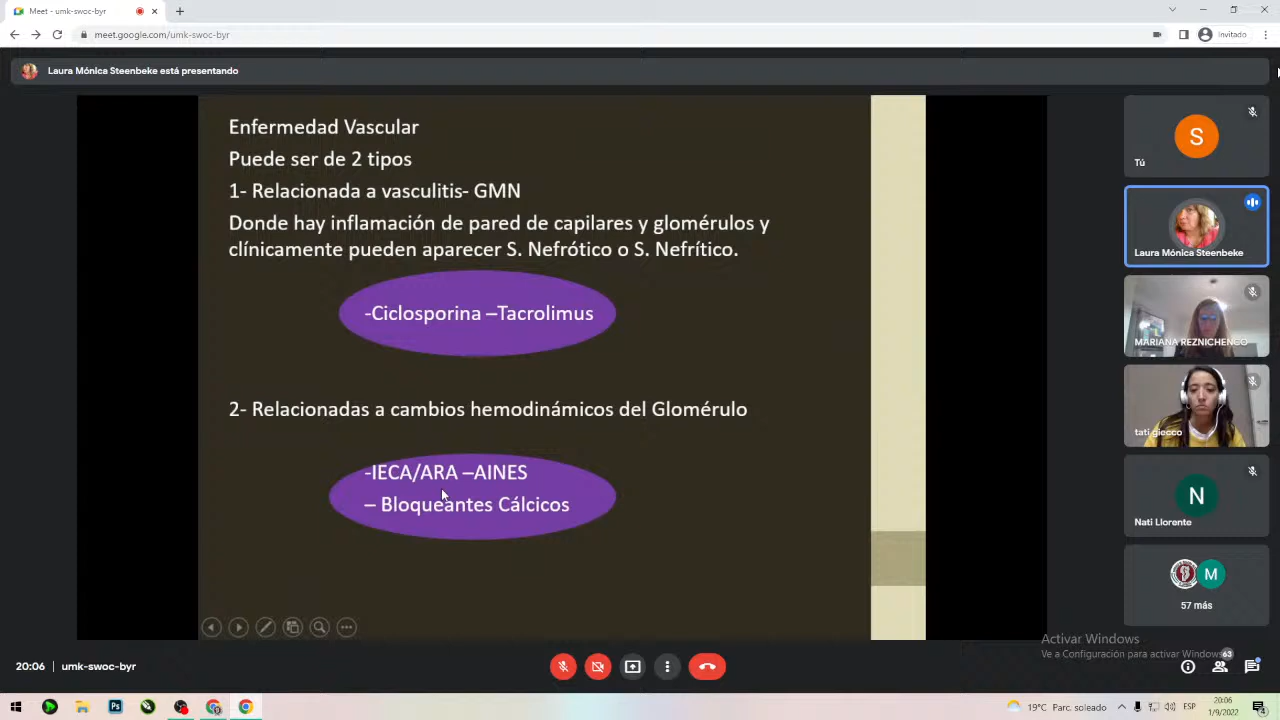 Meet - umk-swoc-byr
meet.google.com/umk-swoc-byr
Invitado
Laura Mónica Steenbeke está presentando
Enfermedad Vascular
Puede ser de 2 tipos
1- Relacionada a vasculitis- GMN
Donde hay inflamación de pared de capilares y glomérulos y
clínicamente pueden aparecer S. Nefrótico o S. Nefrítico.
-Ciclosporina –Tacrolimus
2- Relacionadas a cambios hemodinámicos del Glomérulo
-IECA/ARA –AINES
– Bloqueantes Cálcicos
S
Tú
Laura Mónica Steenbeke
MARIANA REZNICHENCO
tati giecco
N
Nati Llorente
M
57 más
Activar Windows
Ve a Configuración para activar Windows.
63
20:06 | umk-swoc-byr
19°C Parc. soleado
ESP
20:06
1/9/2022
4